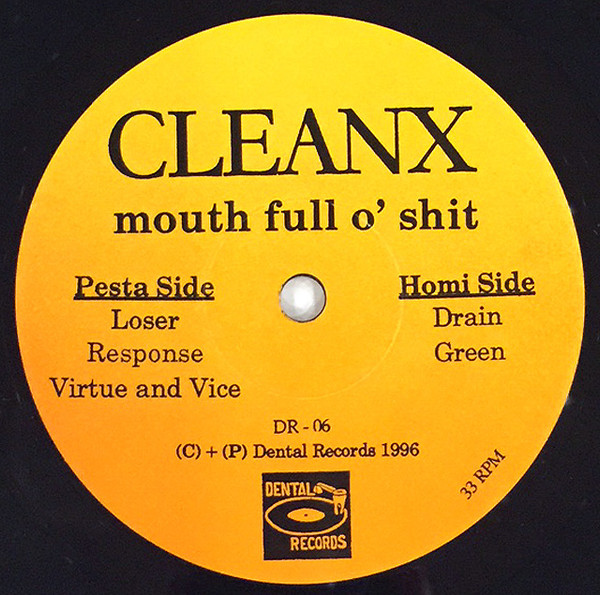 CLEANX
mouth full o' shit
Pesta Side
Loser
Response
Virtue and Vice
Homi Side
Drain
Green
DR - 06
(C) + (P) Dental Records 1996
33 RPM
DENTAL
RECORDS